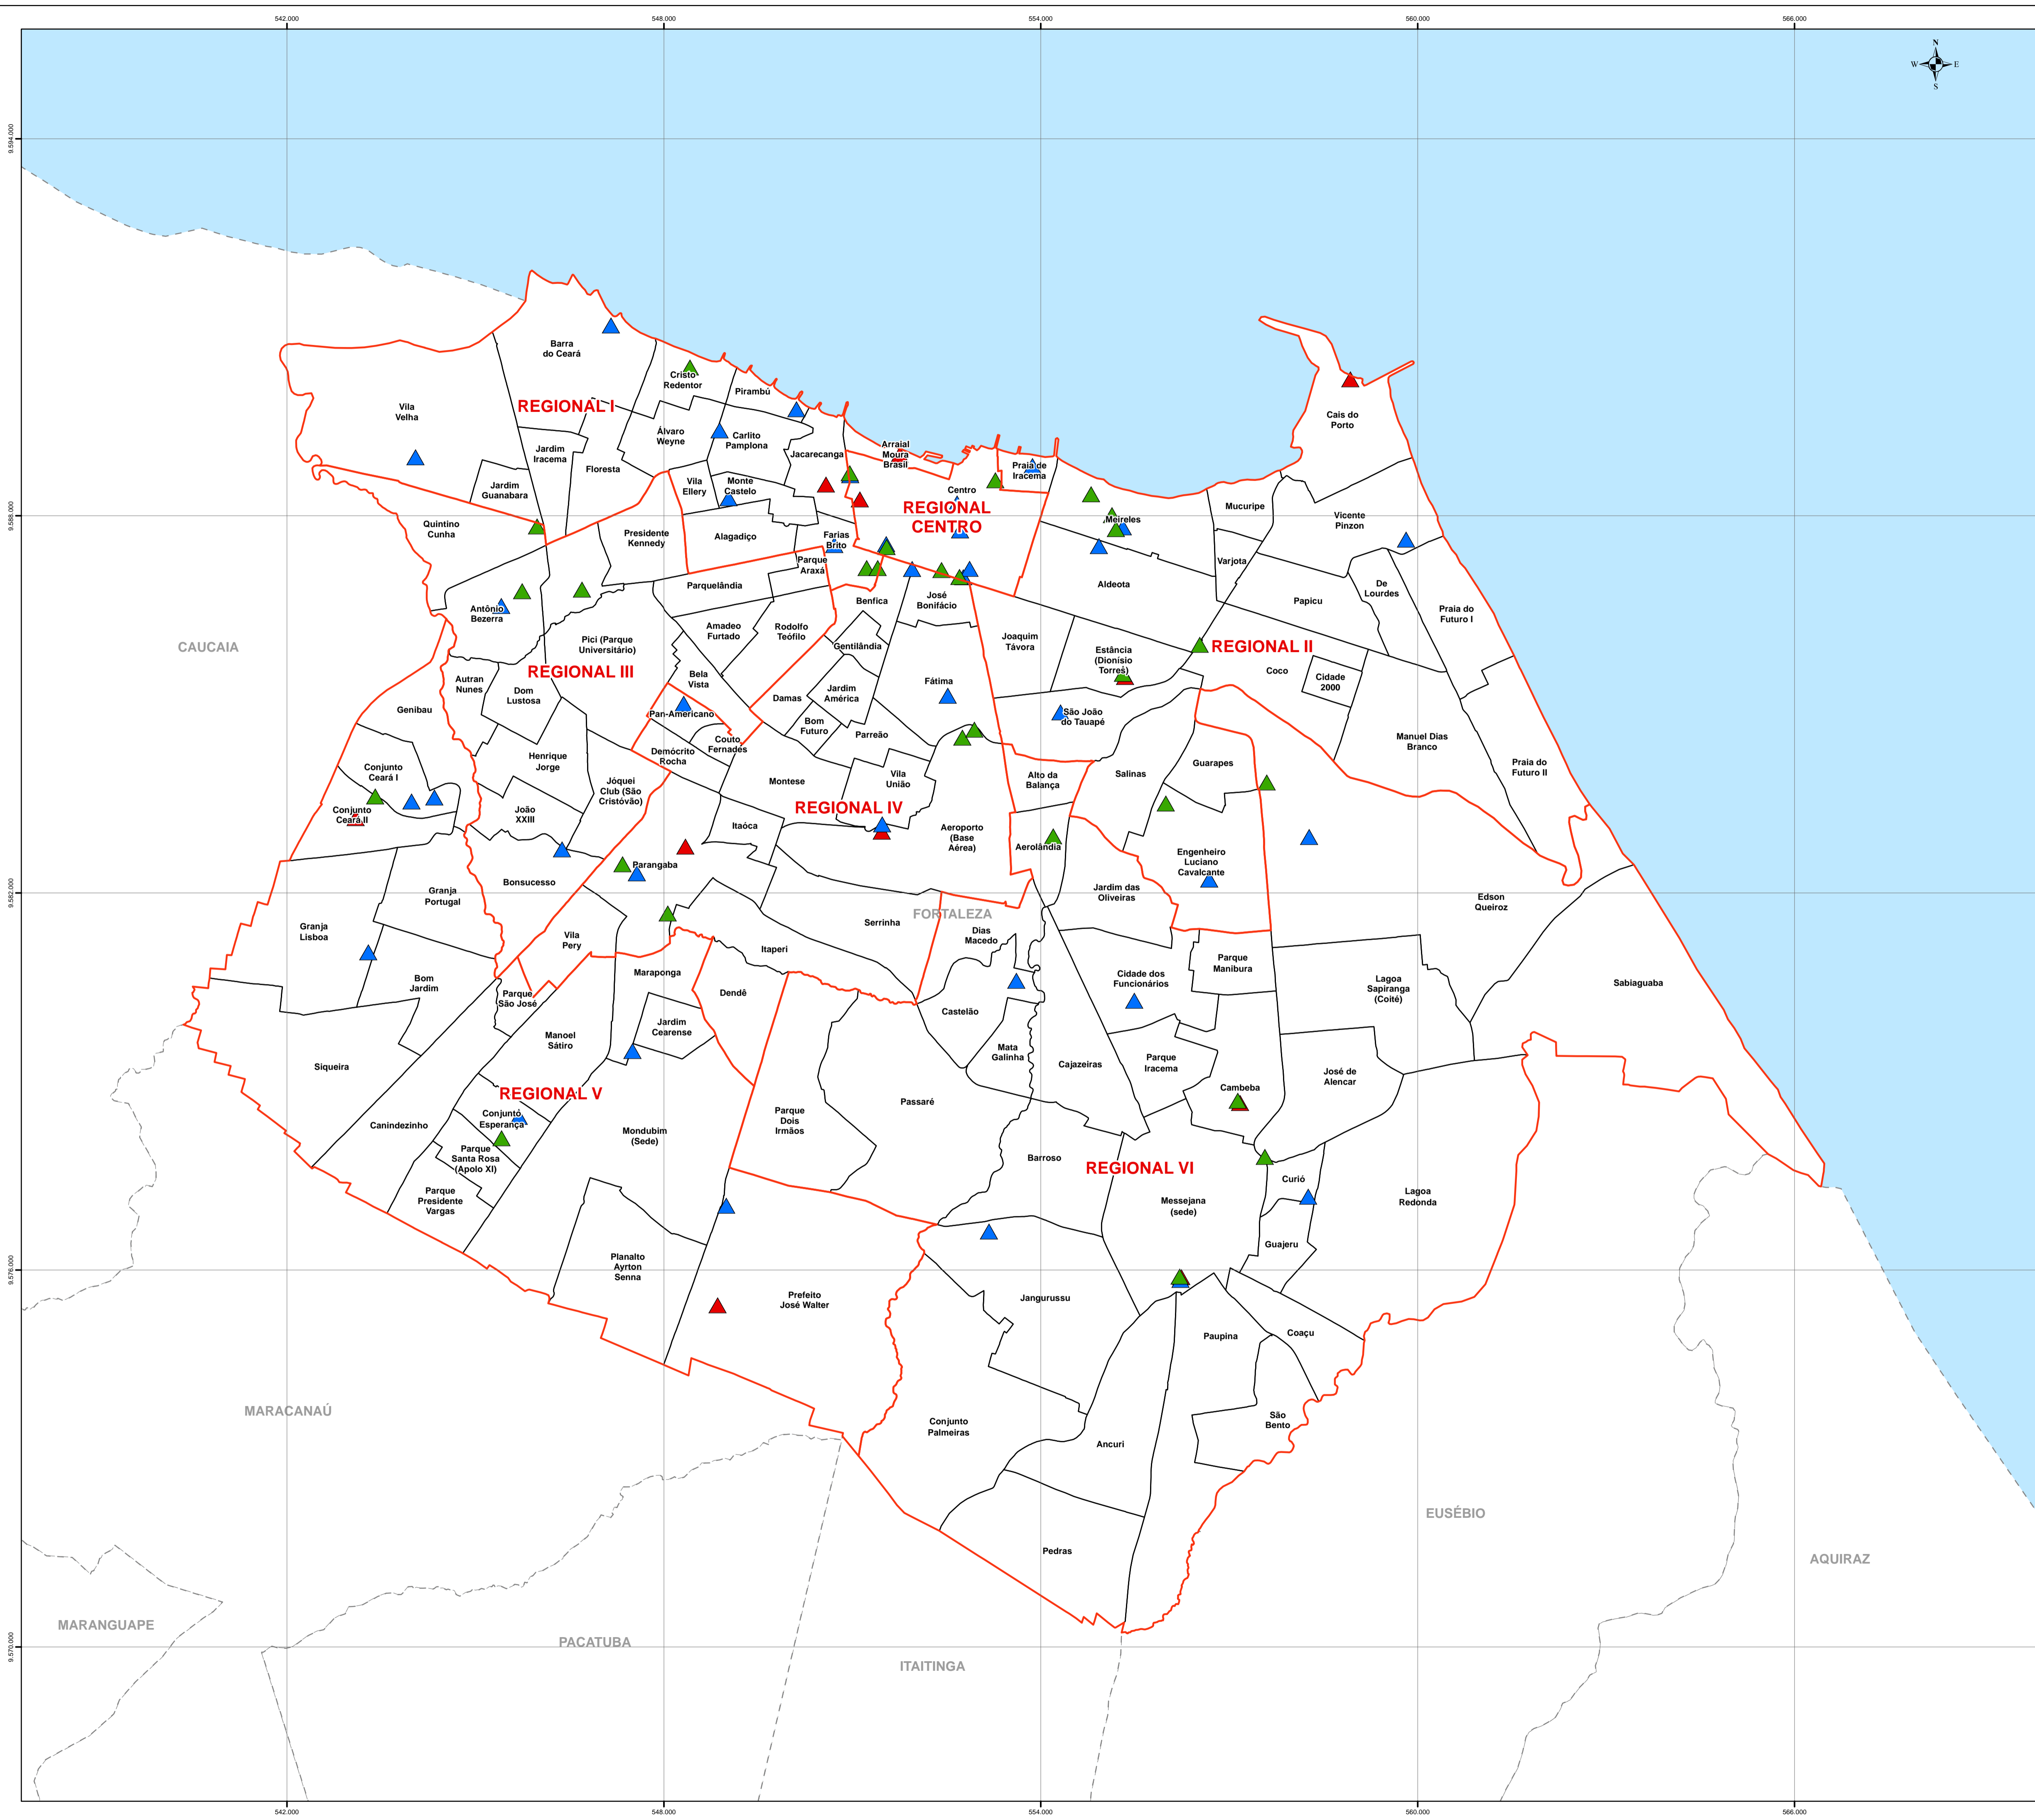 542.000
548.000
554.000
560.000
566.000
N
W
E
S
9.594.000
9.588.000
9.582.000
9.576.000
9.570.000
Barra
do Ceará
Cristo
Redentor
Pirambú
Vila
Velha
REGIONAL I
Cais do
Porto
Álvaro
Weyne
Carlito
Pamplona
Jardim
Iracema
Floresta
Jacarecanga
Arraial
Moura
Brasil
Praia de
Iracema
Jardim
Guanabara
Vila
Ellery
Monte
Castelo
Centro
REGIONAL
CENTRO
Mucuripe
Meireles
Vicente
Pinzon
Quintino
Cunha
Presidente
Kennedy
Alagadiço
Farias
Brito
Parque
Araxá
Varjota
Aldeota
De
Lourdes
Parquelândia
Papicu
Praia do
Futuro I
Antônio
Bezerra
Benfica
José
Bonifácio
Amadeo
Furtado
Rodolfo
Teófilo
Joaquim
Távora
Pici (Parque
Universitário)
Gentilândia
CAUCAIA
REGIONAL II
Estância
(Dionísio
Torres)
REGIONAL III
Coco
Cidade
2000
Autran
Nunes
Dom
Lustosa
Bela
Vista
Fátima
Jardim
América
Damas
Genibau
Pan-Americano
São João
do Tauapé
Bom
Futuro
Parreão
Couto
Fernades
Demócrito
Rocha
Manuel Dias
Branco
Henrique
Jorge
Praia do
Futuro II
Guarapes
Salinas
Conjunto
Ceará I
Jóquei
Club (São
Cristóvão)
Montese
Vila
União
Alto da
Balança
REGIONAL IV
Conjunto
Ceará II
João
XXIII
Itaóca
Aeroporto
(Base
Aérea)
Aerolândia
Parangaba
Engenheiro
Luciano
Cavalcante
Bonsucesso
Granja
Portugal
Jardim das
Oliveiras
Edson
Queiroz
FORTALEZA
Serrinha
Granja
Lisboa
Vila
Pery
Dias
Macedo
Itaperi
Parque
Manibura
Maraponga
Cidade dos
Funcionários
Bom
Jardim
Lagoa
Sapiranga
(Coité)
Sabiaguaba
Parque
São José
Dendê
Castelão
Jardim
Cearense
Manoel
Sátiro
Mata
Galinha
Cajazeiras
Parque
Iracema
Siqueira
José de
Alencar
REGIONAL V
Cambeba
Passaré
Conjunto
Esperança
Canindezinho
Parque
Dois
Irmãos
Mondubim
(Sede)
Parque
Santa Rosa
(Apolo XI)
Barroso
REGIONAL VI
Curió
Parque
Presidente
Vargas
Lagoa
Redonda
Messejana
(sede)
Guajeru
Planalto
Ayrton
Senna
Prefeito
José Walter
Jangurussu
Paupina
Coaçu
MARACANAÚ
São
Bento
Conjunto
Palmeiras
Ancuri
EUSÉBIO
Pedras
AQUIRAZ
MARANGUAPE
PACATUBA
ITAITINGA
542.000
548.000
554.000
560.000
566.000